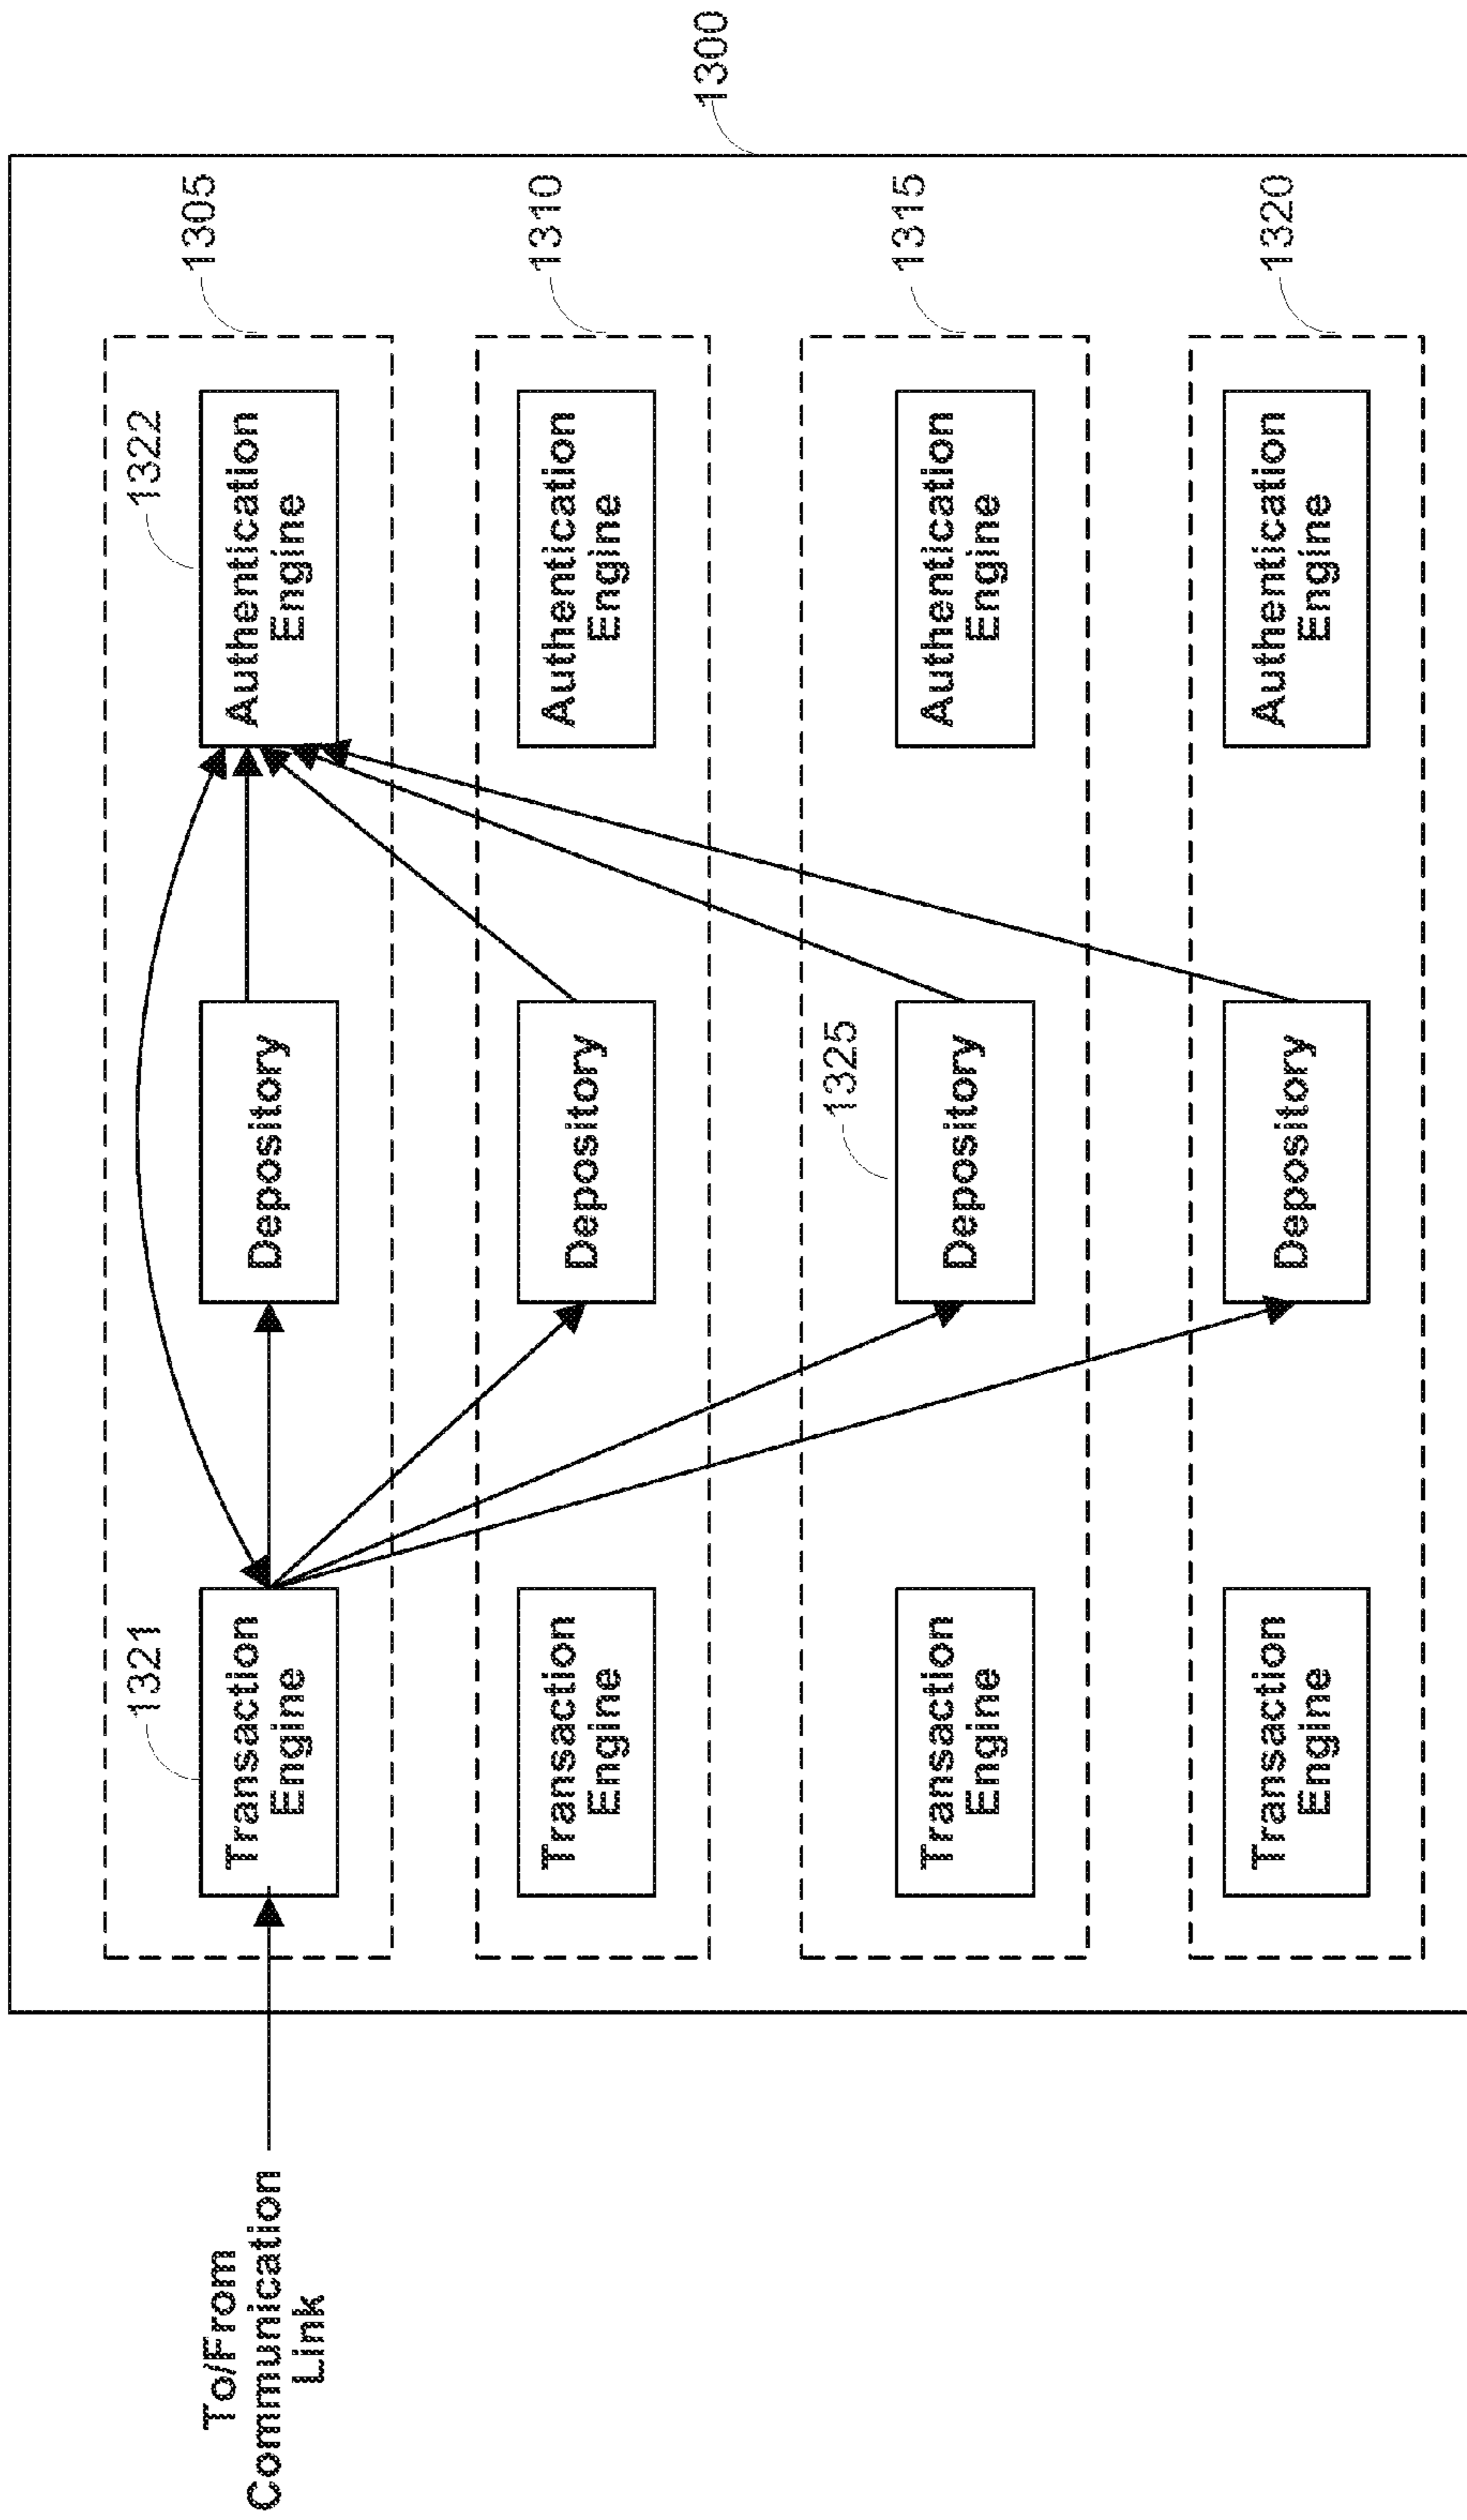 1300
1305
1322
1321
Transaction
Engine
Depository
Authentication
Engine
To/From
Communication
Link
1310
Transaction
Engine
Depository
Authentication
Engine
1315
1325
Transaction
Engine
Depository
Authentication
Engine
1320
Transaction
Engine
Depository
Authentication
Engine